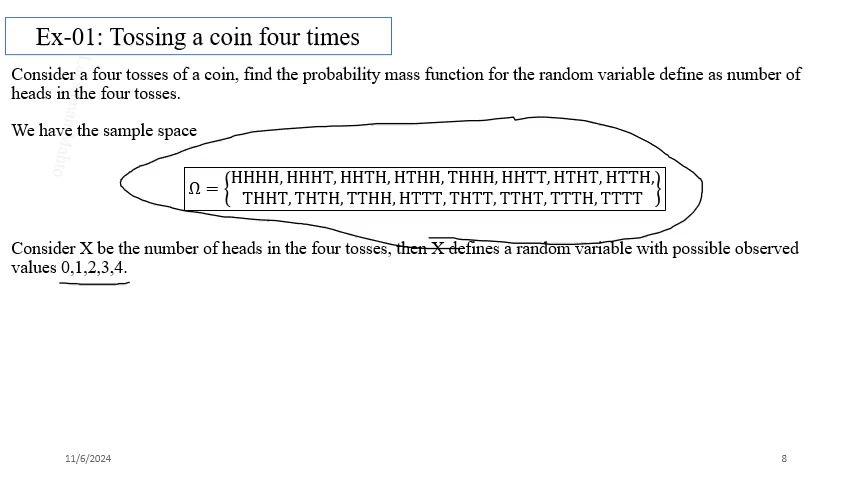 Ex-01: Tossing a coin four times
Consider a four tosses of a coin, find the probability mass function for the random variable define as number of
heads in the four tosses.
We have the sample space
Ω = {HHHH, HHHT, HHTH, HTHH, THHH, HHTT, HTHT, HTTH,
THHT, THTH, TTHH, HTTT, THTT, TTHT, TTTH, TTTT}
Consider X be the number of heads in the four tosses, then X defines a random variable with possible observed
values 0,1,2,3,4.
11/6/2024
8